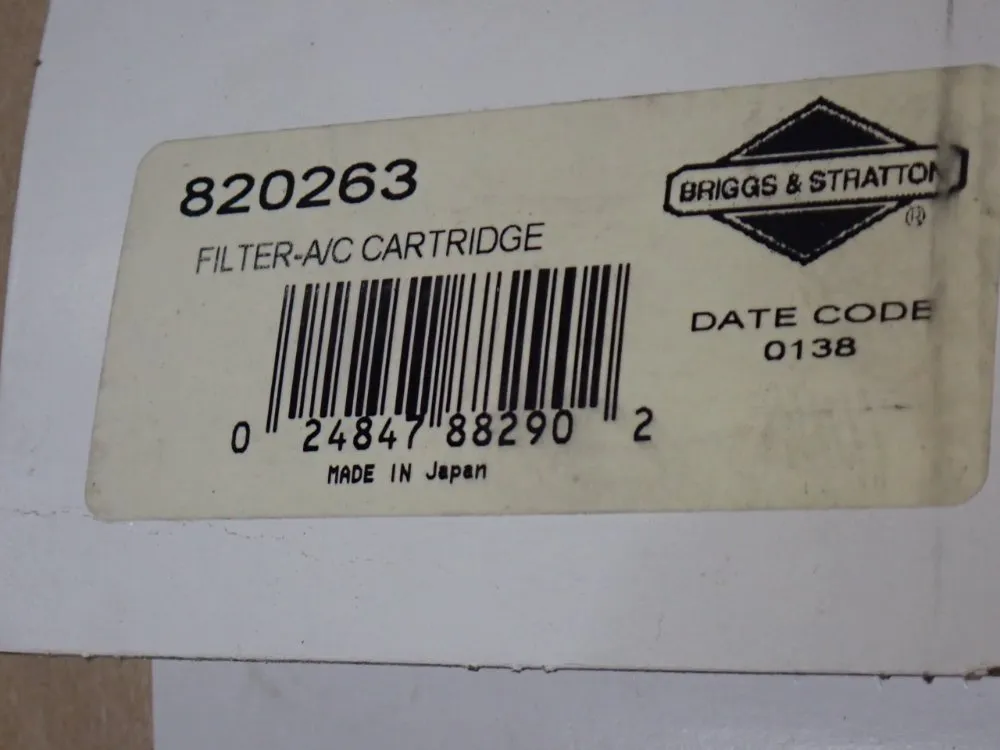 820263
FILTER-A/C CARTRIDGE
BRIGGS & STRATTON
®
DATE CODE
0138
0 24847 88290 2
MADE IN Japan